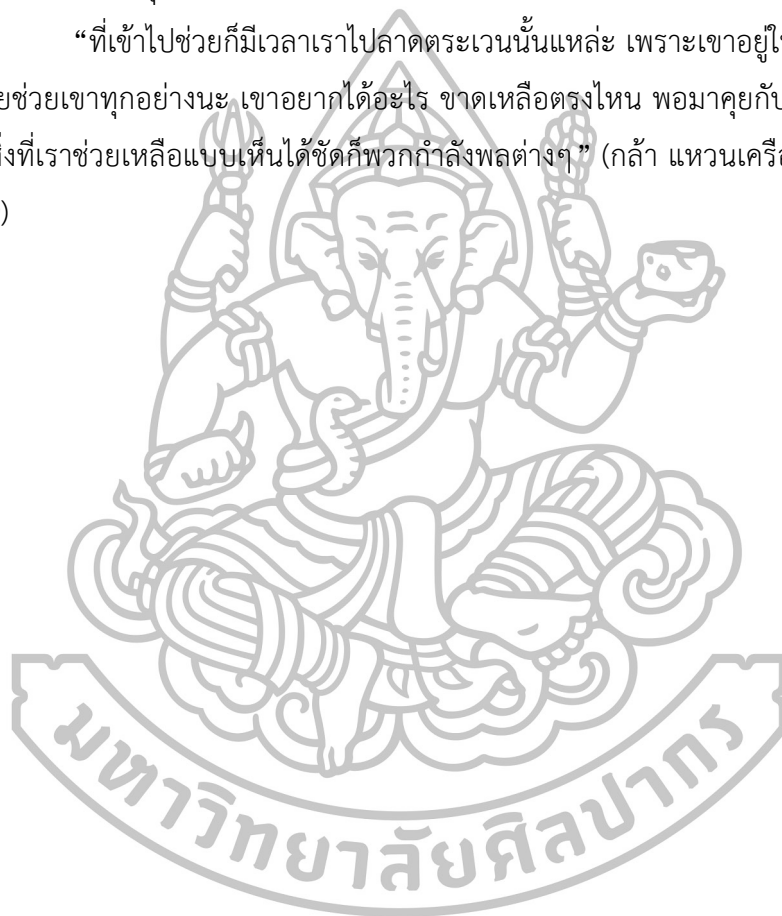 “ที่เข้าไปช่วยก็มีเวลาเราไปลาดตระเวนนั้นแหล่ะ เพราะเขาอยู่ใ
ยช่วยเขาทุกอย่างนะ เขาอยากได้อะไร ขาดเหลือตรงไหน พอมาคุยกับ
ิ่งที่เราช่วยเหลือแบบเห็นได้ชัดก็พวกกำลังพลต่างๆ” (กล้า แหวนเครือ
)
มหาวิทยาลัยศิลปากร